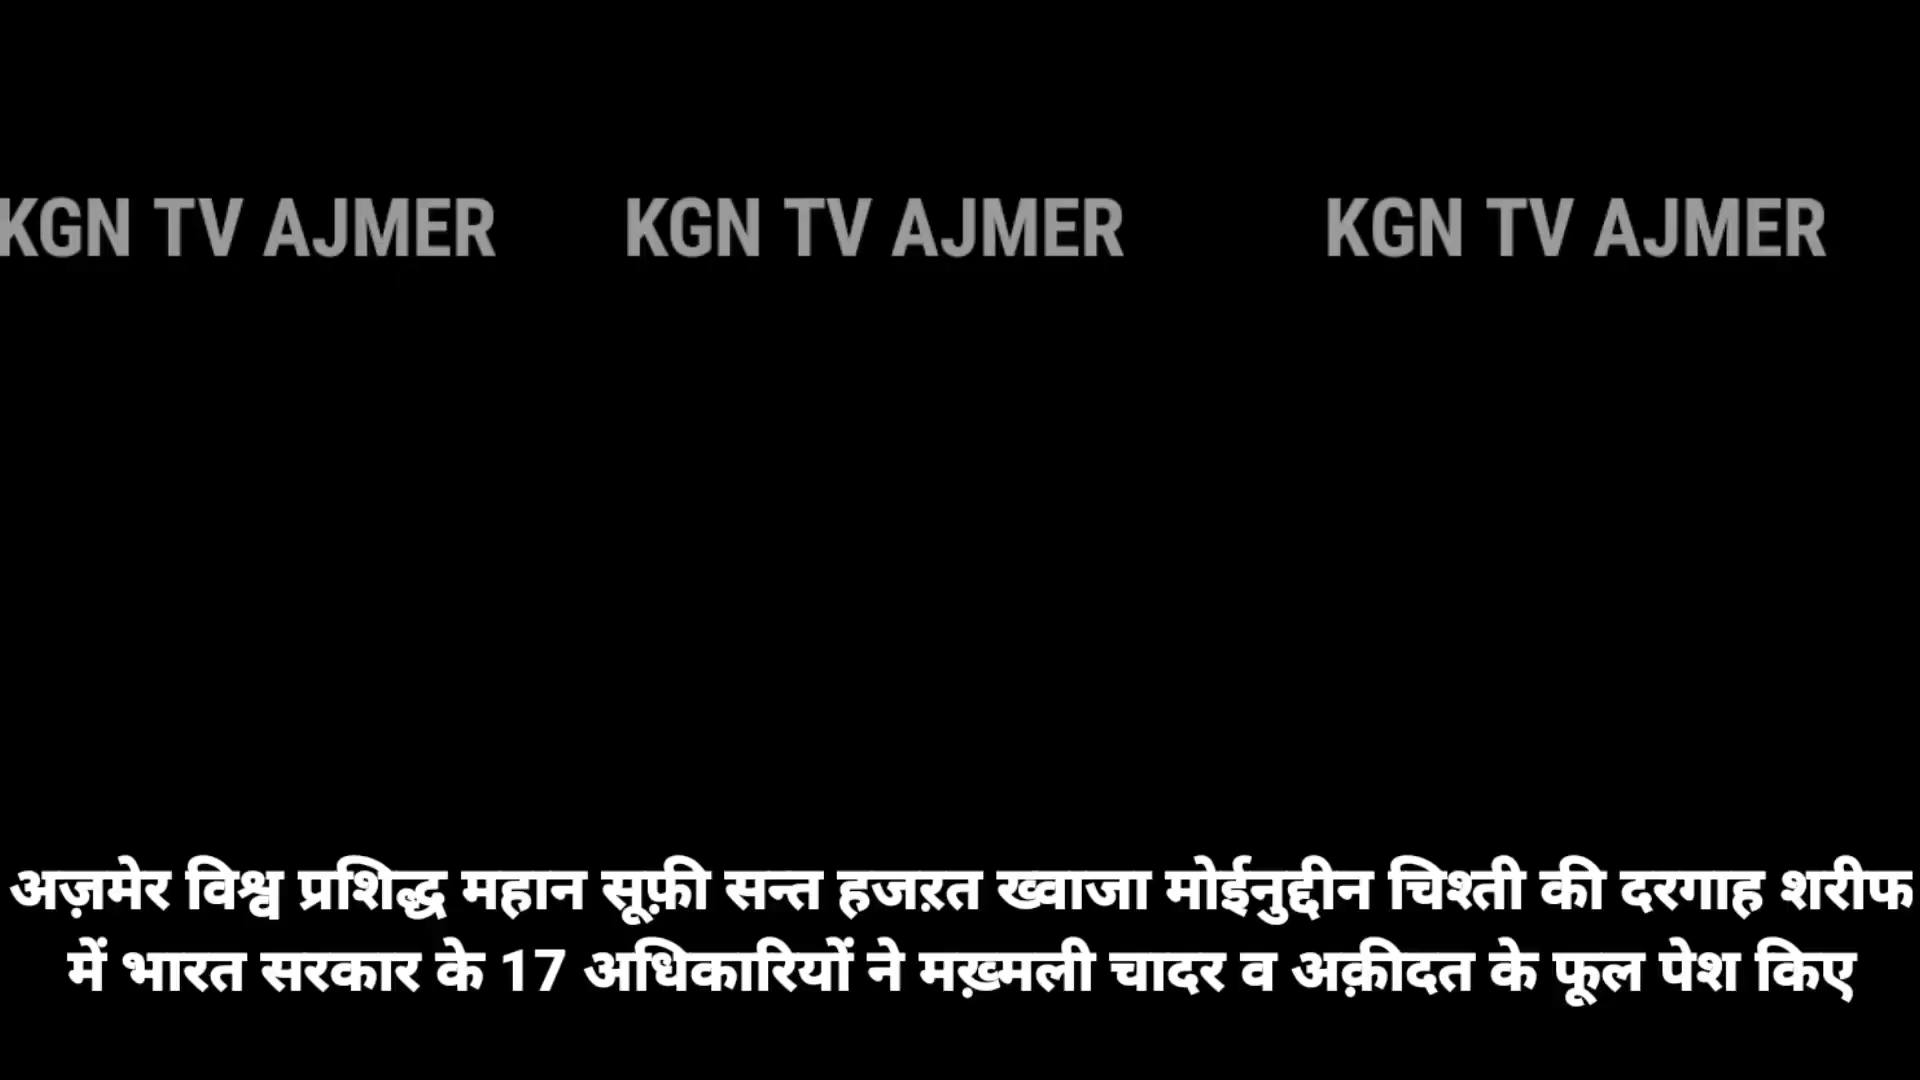 KGN TV AJMER KGN TV AJMER KGN TV AJMER
अज़मेर विश्व प्रशिद्ध महान सूफ़ी सन्त हजऱत ख्वाजा मोईनुद्दीन चिश्ती की दरगाह शरीफ
में भारत सरकार के 17 अधिकारियों ने मख़्मली चादर व अक़ीदत के फूल पेश किए